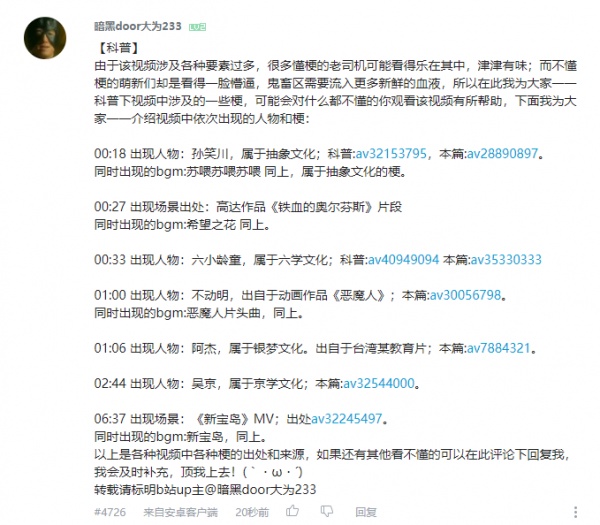 暗黑door大为233
【科普】
由于该视频涉及各种要素过多，很多懂梗的老司机可能看得乐在其中，津津有味；而不懂
梗的萌新们却是看得一脸懵逼，鬼畜区需要流入更多新鲜的血液，所以在此我为大家一一
科普下视频中涉及的一些梗，可能会对什么都不懂的你观看该视频有所帮助，下面我为大
家一一介绍视频中依次出现的人物和梗：
00:18 出现人物：孙笑川，属于抽象文化；科普:av32153795，本篇:av28890897。
同时出现的bgm:苏喂苏喂苏喂 同上，属于抽象文化的梗。
00:27 出现场景出处：高达作品《铁血的奥尔芬斯》片段
同时出现的bgm:希望之花 同上。
00:33 出现人物：六小龄童，属于六学文化；科普:av40949094 本篇:av35330333
01:00 出现人物：不动明，出自于动画作品《恶魔人》；本篇:av30056798。
同时出现的bgm:恶魔人片头曲，同上。
01:06 出现人物：阿杰，属于银梦文化。出自于台湾某教育片；本篇:av7884321。
02:44 出现人物：吴京，属于京学文化；本篇:av32544000。
06:37 出现场景：《新宝岛》MV；出处av32245497。
同时出现的bgm:新宝岛，同上。
以上是各种视频中各种梗的出处和来源，如果还有其他看不懂的可以在此评论下回复我，
我会及时补充，顶我上去！(｀・ω・´)
转载请标明b站up主@暗黑door大为233
#4726 来自安卓客户端 20秒前 回复